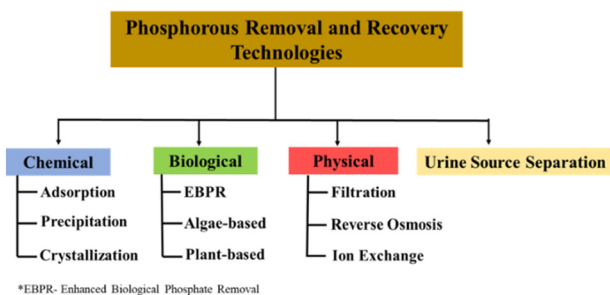 Phosphorous Removal and Recovery
Technologies
Chemical
Biological
Physical
Urine Source Separation
Adsorption
EBPR
Filtration
Precipitation
Algae-based
Reverse Osmosis
Crystallization
Plant-based
Ion Exchange
*EBPR- Enhanced Biological Phosphate Removal